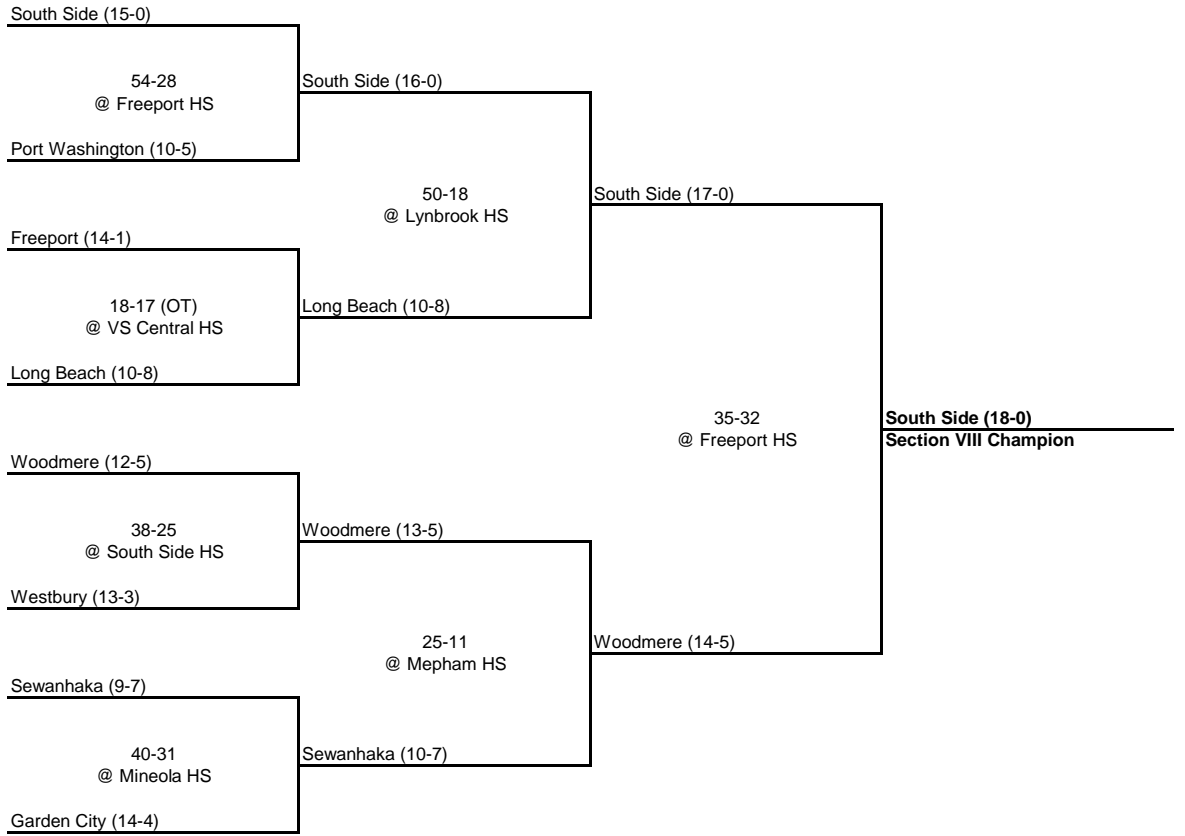 South Side (15-0)
54-28
@ Freeport HS
South Side (16-0)
Port Washington (10-5)
50-18
@ Lynbrook HS
South Side (17-0)
Freeport (14-1)
18-17 (OT)
@ VS Central HS
Long Beach (10-8)
Long Beach (10-8)
35-32
@ Freeport HS
South Side (18-0)
Section VIII Champion
Woodmere (12-5)
38-25
@ South Side HS
Woodmere (13-5)
Westbury (13-3)
25-11
@ Mepham HS
Woodmere (14-5)
Sewanhaka (9-7)
40-31
@ Mineola HS
Sewanhaka (10-7)
Garden City (14-4)